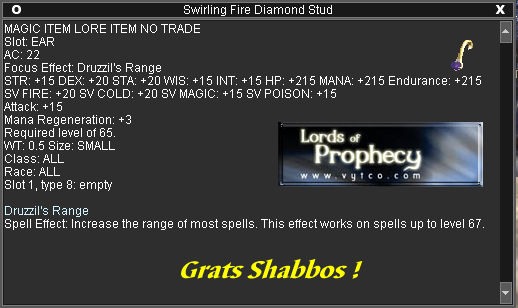 O Swirling Fire Diamond Stud X
MAGIC ITEM LORE ITEM NO TRADE
Slot: EAR
AC: 22
Focus Effect: Druzzil's Range
STR: +15 DEX: +20 STA: +20 WIS: +15 INT: +15 HP: +215 MANA: +215 Endurance: +215
SV FIRE: +20 SV COLD: +20 SV MAGIC: +15 SV POISON: +15
Attack: +15
Mana Regeneration: +3
Required level of 65.
WT: 0.5 Size: SMALL
Class: ALL
Race: ALL
Slot 1, type 8: empty
Lords of
Prophecy
www.vytco.com
Druzzil's Range
Spell Effect: Increase the range of most spells. This effect works on spells up to level 67.
Grats Shabbos !